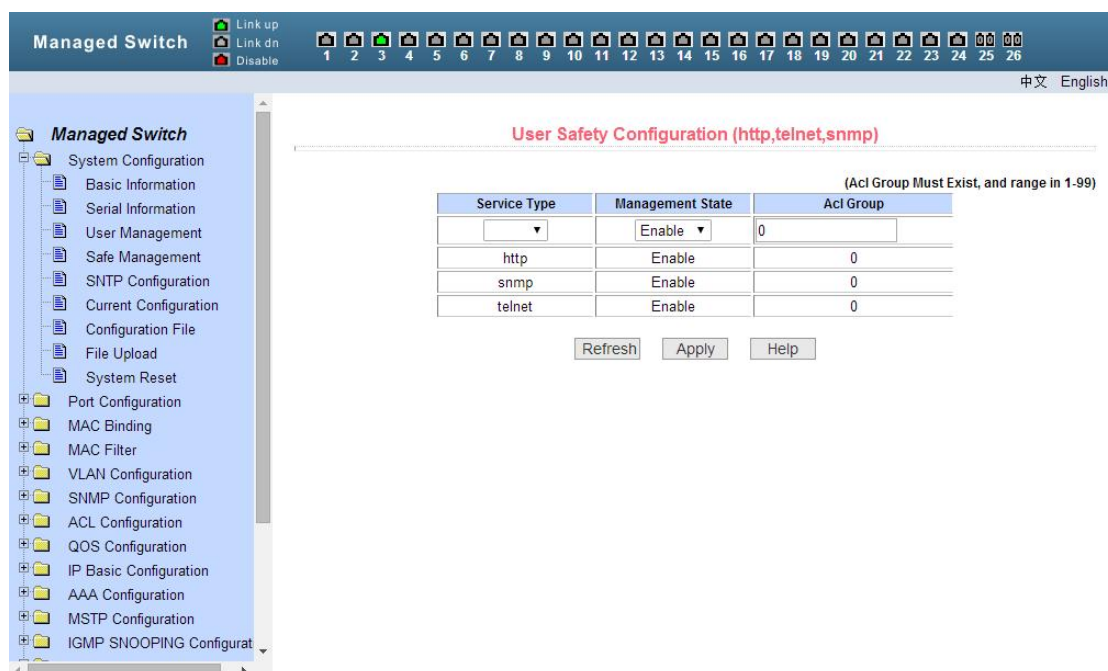 Managed Switch
Link up
Link dn
Disable
1 2 3 4 5 6 7 8 9 10 11 12 13 14 15 16 17 18 19 20 21 22 23 24 25 26
中文 English
Managed Switch
System Configuration
Basic Information
Serial Information
User Management
Safe Management
SNTP Configuration
Current Configuration
Configuration File
File Upload
System Reset
Port Configuration
MAC Binding
MAC Filter
VLAN Configuration
SNMP Configuration
ACL Configuration
QOS Configuration
IP Basic Configuration
AAA Configuration
MSTP Configuration
IGMP SNOOPING Configurat
User Safety Configuration (http,telnet,snmp)
(Acl Group Must Exist, and range in 1-99)
Service Type Management State Acl Group
Enable 0
http Enable 0
snmp Enable 0
telnet Enable 0
Refresh Apply Help